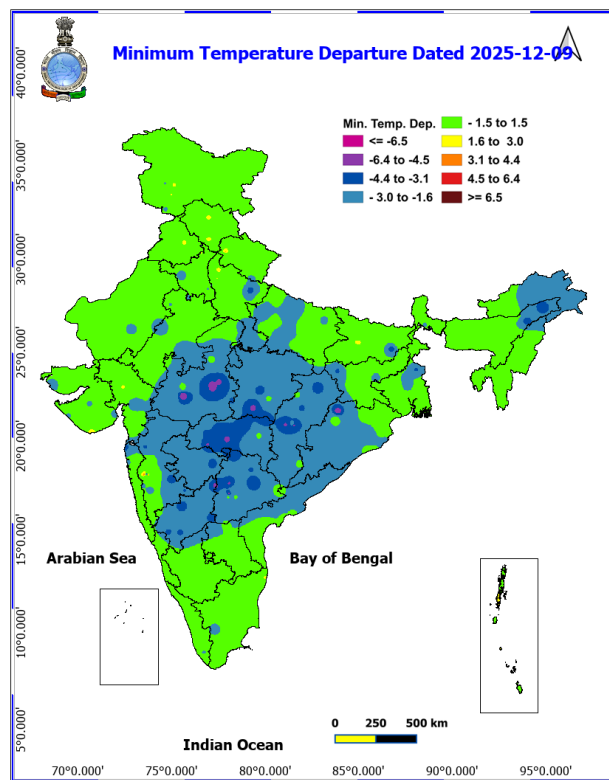 Minimum Temperature Departure Dated 2025-12-09
Min. Temp. Dep.
<= -6.5
-6.4 to -4.5
-4.4 to -3.1
- 3.0 to -1.6
- 1.5 to 1.5
1.6 to 3.0
3.1 to 4.4
4.5 to 6.4
>= 6.5
40°0.000'
35°0.000'
30°0.000'
25°0.000'
20°0.000'
15°0.000'
10°0.000'
5°0.000'
Arabian Sea
Bay of Bengal
Indian Ocean
0 250 500 km
70°0.000' 75°0.000' 80°0.000' 85°0.000' 90°0.000' 95°0.000'